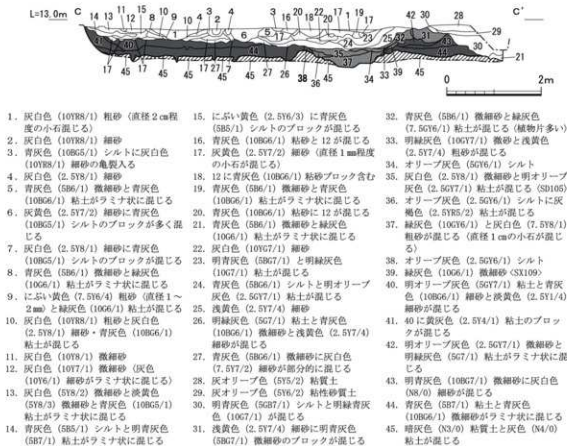 L=13.0m
C
C'
14 13 11 12 15 10 9 10 4 3 2 4
3 16 20 18 22 1 19
17 20 17
42 30
28
0
2m
1．灰白色（10YR8/1）粗砂（直径2㎝程
度の小石混じる）
2．灰白色（10YR8/1）細砂
3．青灰色（10BG5/1）シルトに灰白色
（10YR8/1）細砂の亀裂入る
4．灰白色（2.5Y8/1）細砂
5．青灰色（5B6/1）微細砂と青灰色
（10BG6/1）粘土がラミナ状に混じる
6．灰黄色（2.5Y7/2）細砂に青灰色
（10BG5/1）シルトのブロックが多く混
じる
7．灰白色（2.5Y8/1）細砂に青灰色
（10BG5/1）シルトのブロックが混じる
8．青灰色（5B6/1）微細砂と緑灰色
（10G6/1）粘土がラミナ状に混じる
9．にぶい黄色（7.5Y6/4）粗砂（直径1～
2㎜）と緑灰色（10G6/1）粘土が混じる
10．灰白色（10YR8/1）粗砂と灰白色
（2.5Y8/1）細砂・青灰色（10BG6/1）
粘土が混じる
11．灰白色（10Y8/1）微細砂
12．灰白色（10Y7/1）微細砂（灰色
（10Y6/1）細砂がラミナ状に混じる）
13．灰白色（5Y8/2）微細砂と淡黄色
（5Y8/3）微細砂と青灰色（10BG5/1）
粘土がラミナ状に混じる
14．青灰色（5B5/1）シルトと明青灰色
（5B7/1）粘土がラミナ状に混じる
15．にぶい黄色（2.5Y6/3）に青灰色
（5B5/1）シルトのブロックが混じる
16．青灰色（10BG6/1）粘砂と12が混じる
17．灰黄色（2.5Y7/2）細砂（直径1㎜程度
の小石が混じる）
18．12に青灰色（10BG6/1）粘砂ブロック含む
19．青灰色（5B6/1）微細砂と青灰色
（10BG6/1）粘土がラミナ状に混じる
20．青灰色（10BG6/1）粘砂に12が混じる
21．青灰色（5B6/1）微細砂と緑灰色
（10G6/1）粘土がラミナ状に混じる
22．灰白色（10YG7/1）細砂
23．明青灰色（5BG7/1）と明緑灰色
（10G7/1）粘土が混じる
24．青灰色（5BG6/1）シルトと明オリーブ
灰色（2.5GY7/1）粘土が混じる
25．浅黄色（2.5Y7/4）細砂
26．明緑灰色（5G7/1）粘土と青灰色
（10BG6/1）微細砂と浅黄色（2.5Y7/4）
細砂が混じる
27．青灰色（5BG6/1）微細砂に灰白色
（7.5Y7/2）細砂が部分的に混じる
28．灰オリーブ色（5Y5/2）粘質土
29．灰オリーブ色（5Y6/2）粘性砂質土
30．明青灰色（5GB7/1）シルトと明緑青灰
色（10G7/1）が混じる
31．浅黄色（2.5Y7/4）細砂に明青灰色
（5BG7/1）微細砂のブロックが混じる
32．青灰色（5B6/1）微細砂と緑灰色
（7.5GY6/1）粘土が混じる（植物片多い）
33．明緑灰色（10GY7/1）微砂と浅黄色
（2.5Y7/4）粗砂が混じる
34．オリーブ灰色（5GY6/1）シルト
35．灰白色（2.5Y8/1）微細砂と明オリーブ
灰色（2.5GY7/1）粘土が混じる（SD105）
36．オリーブ灰色（2.5GY6/1）シルトに灰
褐色（2.5YR5/2）粘土が混じる
37．緑灰色（10GY6/1）と灰白色（7.5Y8/1）
粗砂が混じる（直径1㎝の小石が混じ
る）
38．オリーブ灰色（2.5GY6/1）シルト
39．緑灰色（10G6/1）微細砂〈SX109〉
40．明オリーブ灰色（5GY7/1）粘土と青灰
色（10BG6/1）細砂と淡黄色（2.5Y1/4）
細砂が混じる
41．40に黄灰色（2.5Y4/1）粘土のブロッ
クが混じる
42．明オリーブ灰色（2.5GY7/1）微細砂と
明緑灰色（5G7/1）粘土がラミナ状に混
じる
43．明青灰色（10BG7/1）微細砂に灰白色
（N8/0）細砂が混じる
44．青灰色（5B7/1）粘土と青灰色
（10BG6/1）粘土がラミナ状に混じる
45．暗灰色（N3/0）粘質土と灰色（N4/0）
粘土が混じる